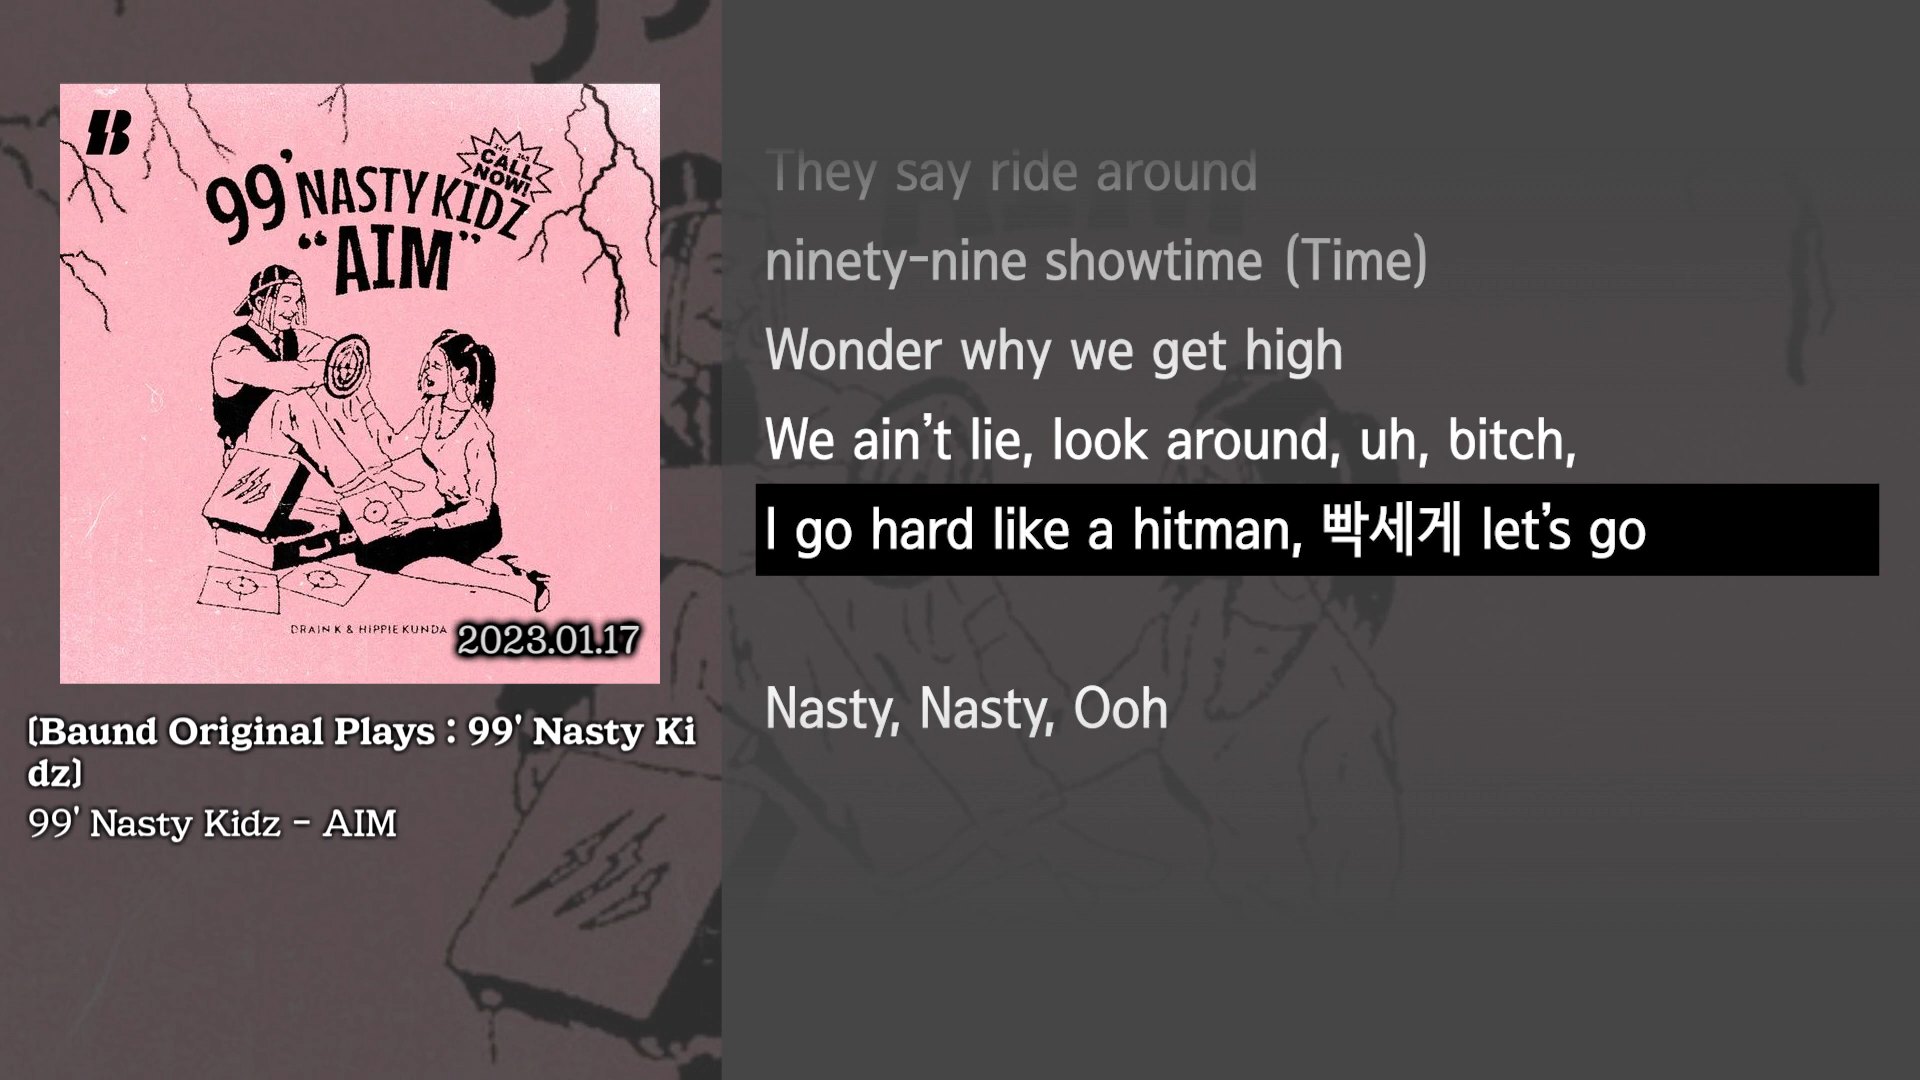 99’ NASTY KIDZ
CALL
NOW!
“AIM”
DRAIN K & HIPPIE KUNDA
2023.01.17
[Baund Original Plays : 99' Nasty Ki
dz]
99' Nasty Kidz - AIM
They say ride around
ninety-nine showtime (Time)
Wonder why we get high
We ain’t lie, look around, uh, bitch,
I go hard like a hitman, 빡세게 let’s go
Nasty, Nasty, Ooh